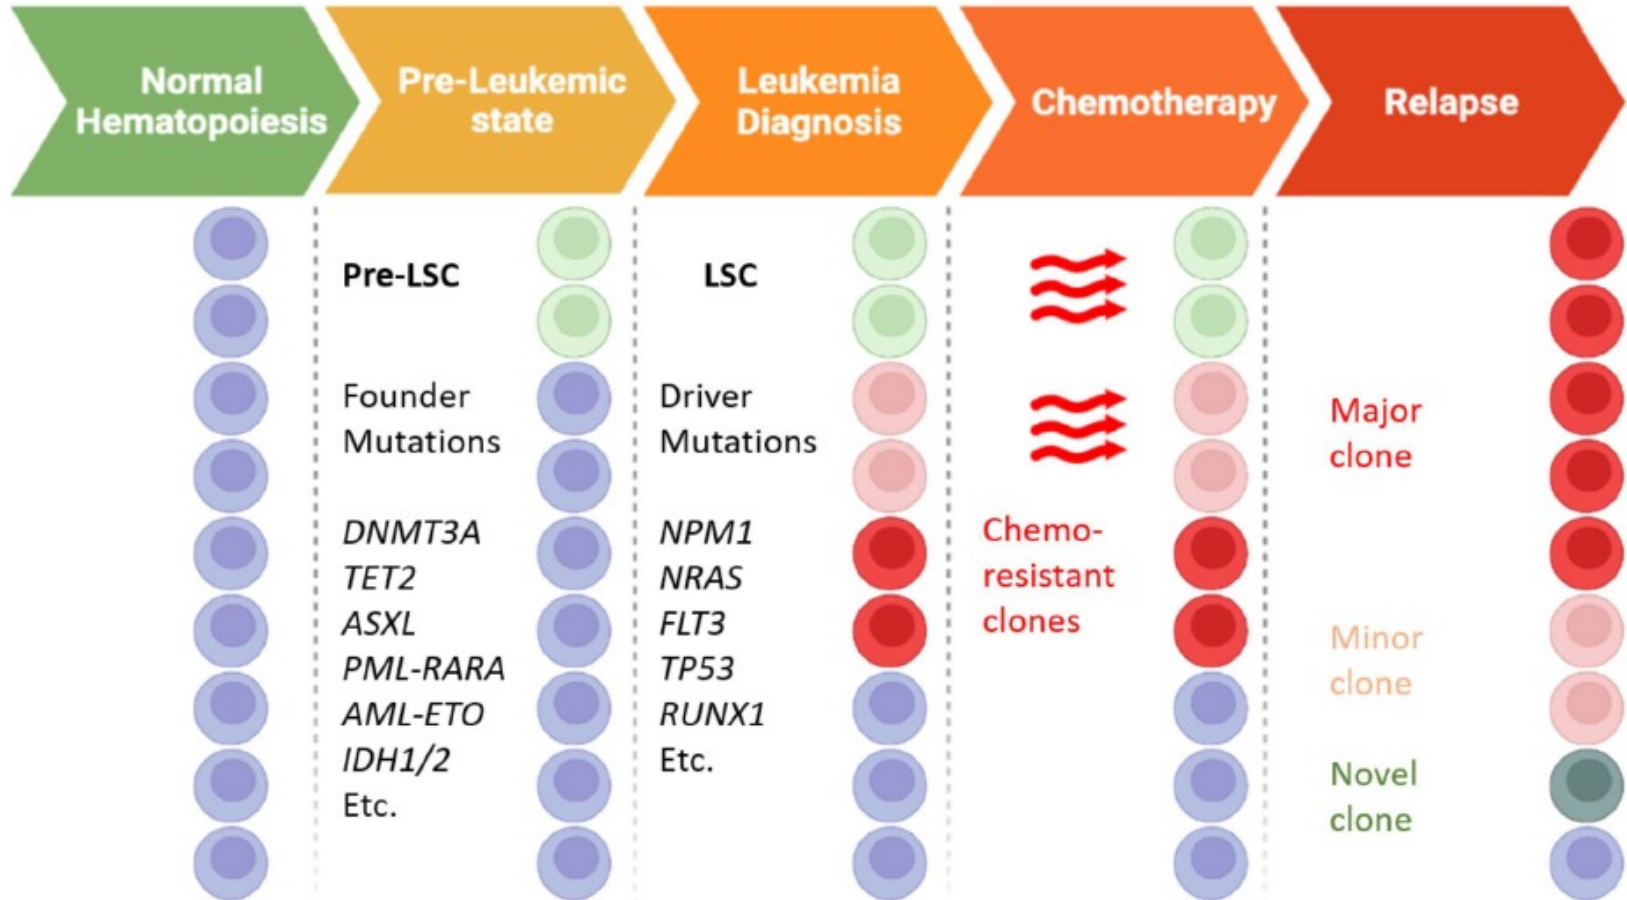 Normal
Hematopoiesis
Pre-Leukemic
state
Leukemia
Diagnosis
Chemotherapy
Relapse
Pre-LSC
Founder
Mutations
DNMT3A
TET2
ASXL
PML-RARA
AML-ETO
IDH1/2
Etc.
LSC
Driver
Mutations
NPM1
NRAS
FLT3
TP53
RUNX1
Etc.
Chemo-
resistant
clones
Major
clone
Minor
clone
Novel
clone